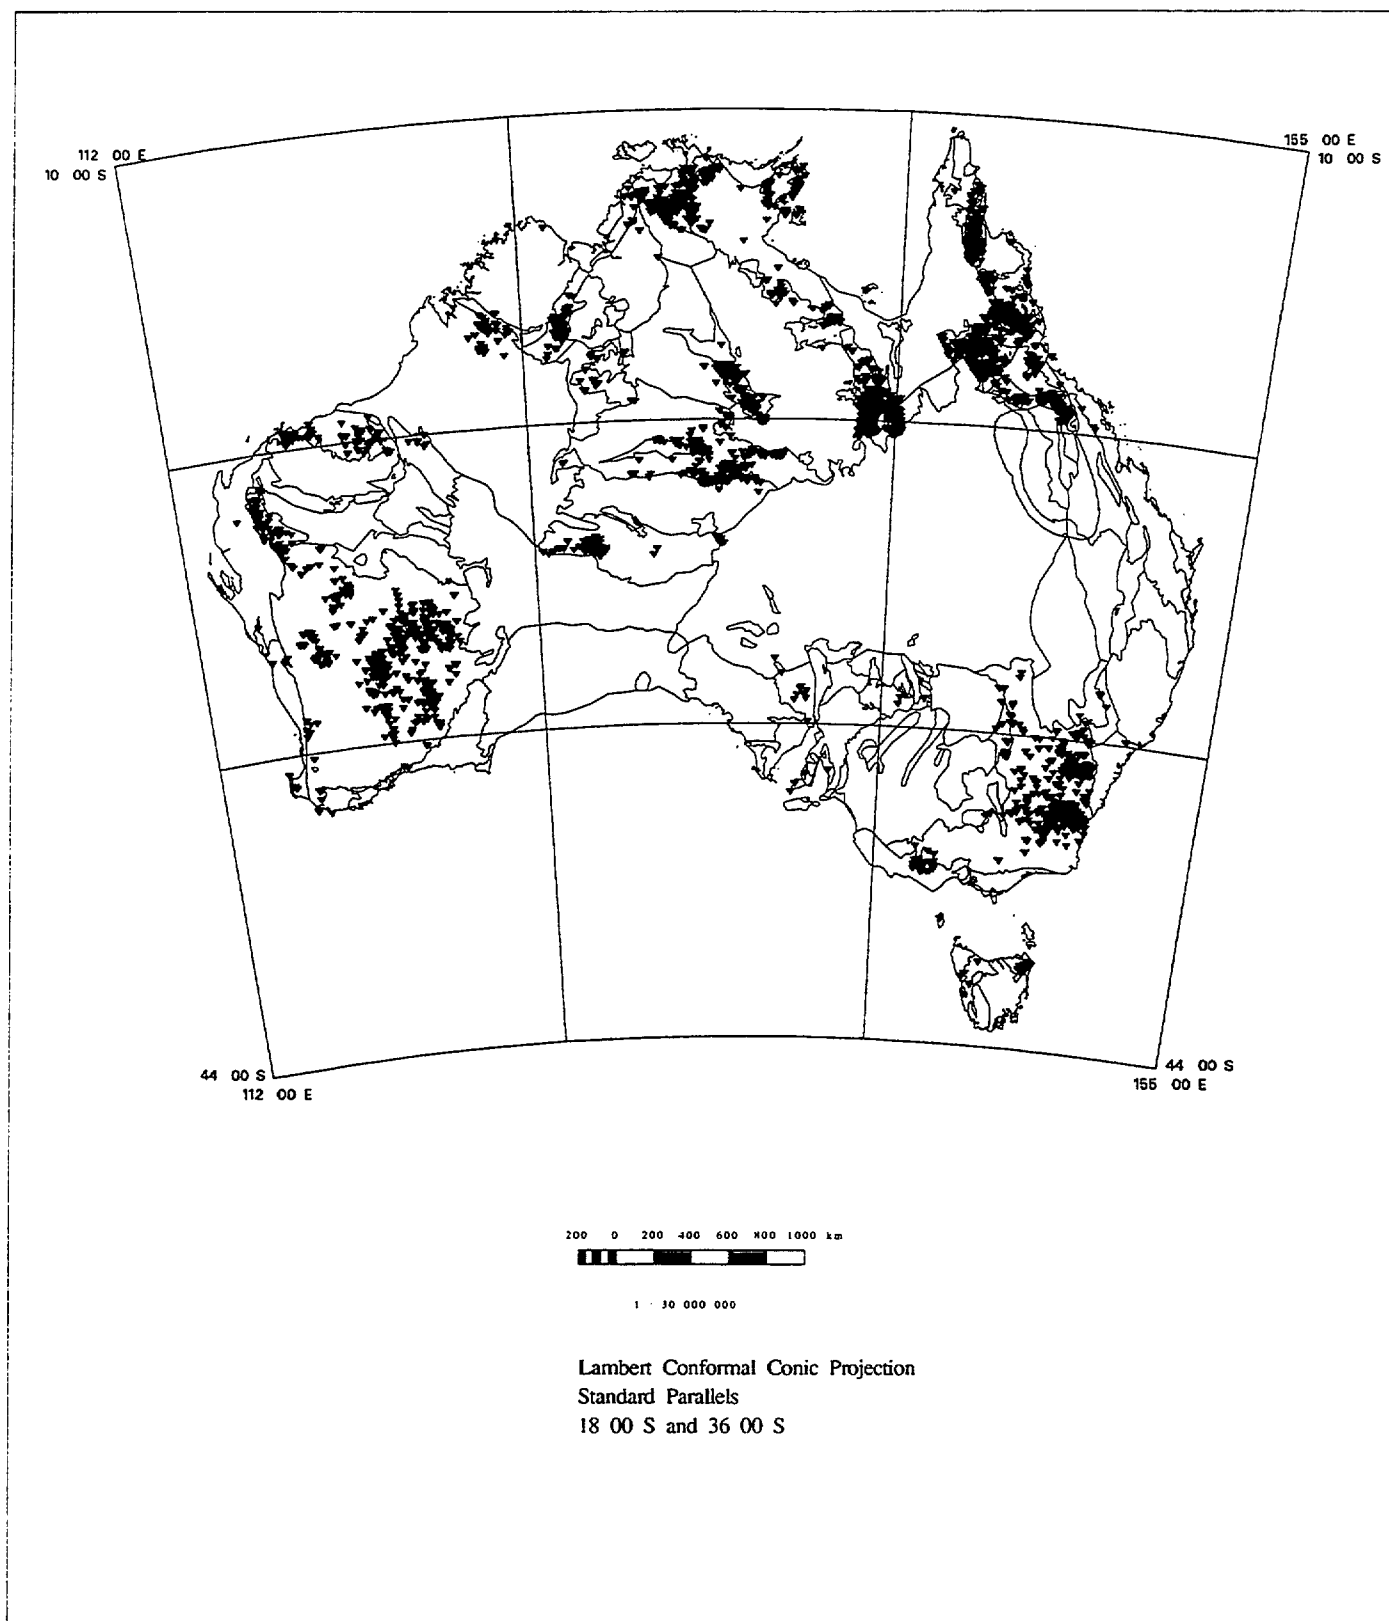 112 00 E
10 00 S
155 00 E
10 00 S
44 00 S
112 00 E
44 00 S
155 00 E
200 0 200 400 600 800 1000 km
1 : 30 000 000
Lambert Conformal Conic Projection
Standard Parallels
18 00 S and 36 00 S